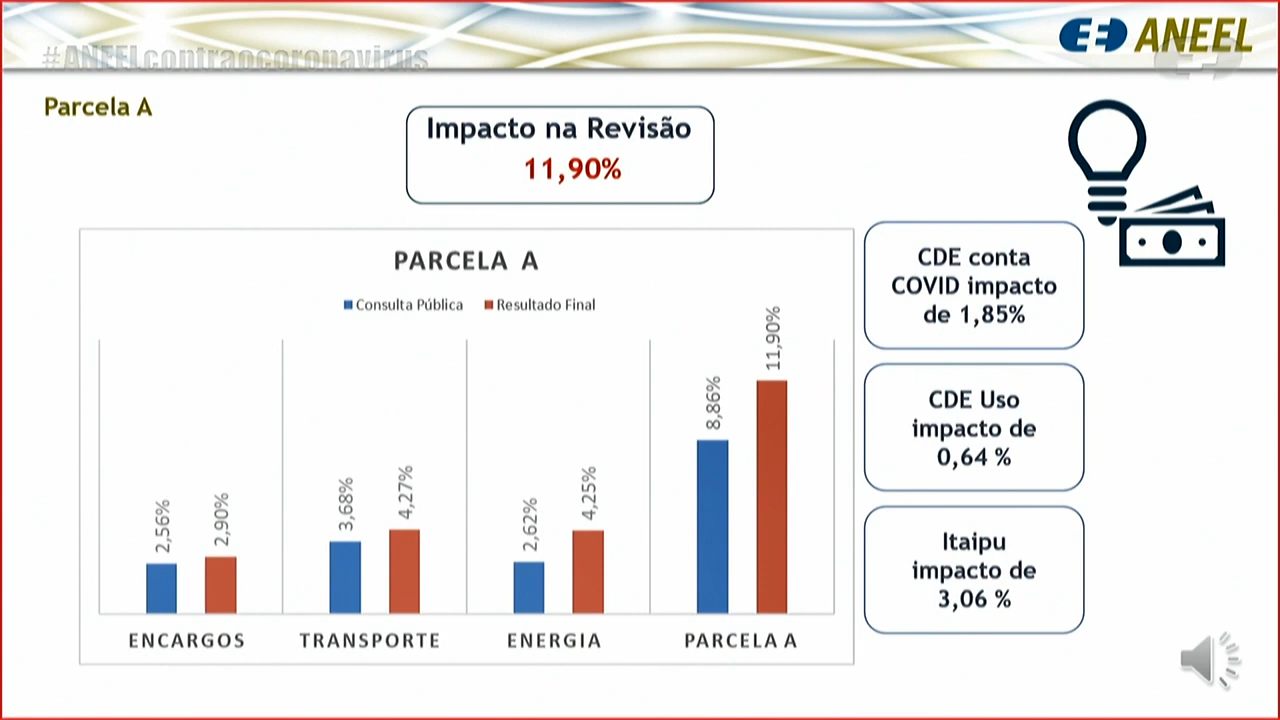 #ANEELcontraocoronavirus
ANEEL
Parcela A
Impacto na Revisão
11,90%
PARCELA A
Consulta Pública
Resultado Final
2,56%
2,90%
3,68%
4,27%
2,62%
4,25%
8,86%
11,90%
ENCARGOS
TRANSPORTE
ENERGIA
PARCELA A
CDE conta
COVID impacto
de 1,85%
CDE Uso
impacto de
0,64 %
Itaipu
impacto de
3,06 %